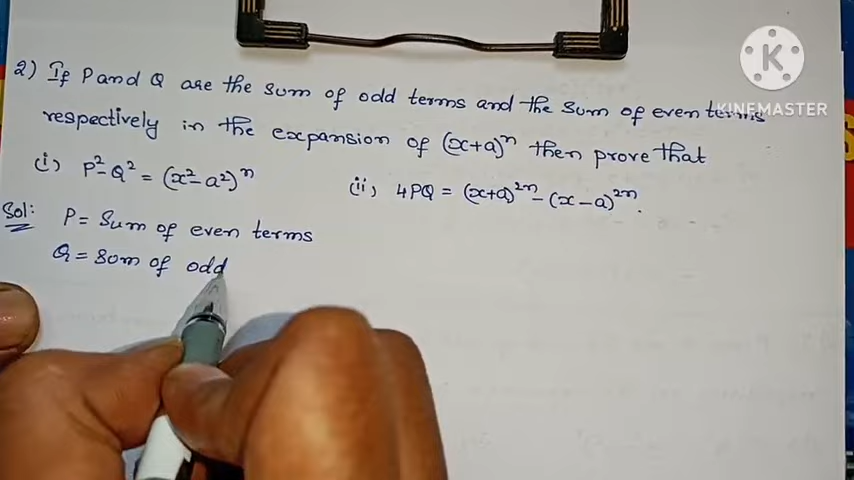 2) If P and Q are the sum of odd terms and the sum of even terms
respectively in the expansion of (x+a)^n then prove that
(i) P²-Q² = (x²-a²)^n (ii) 4PQ = (x+a)^2n - (x-a)^2n.
Sol: P = Sum of even terms
Q = Sum of odd
K
KINEMASTER